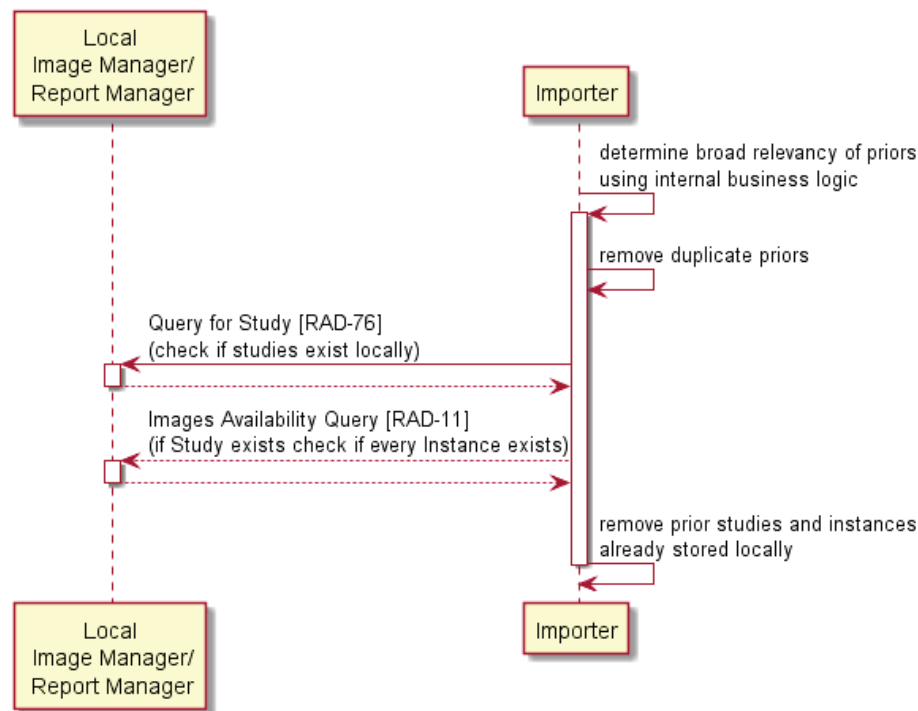 Local
Image Manager/
Report Manager
Importer
determine broad relevancy of priors
using internal business logic
remove duplicate priors
Query for Study [RAD-76]
(check if studies exist locally)
Images Availability Query [RAD-11]
(if Study exists check if every Instance exists)
remove prior studies and instances
already stored locally
Local
Image Manager/
Report Manager
Importer